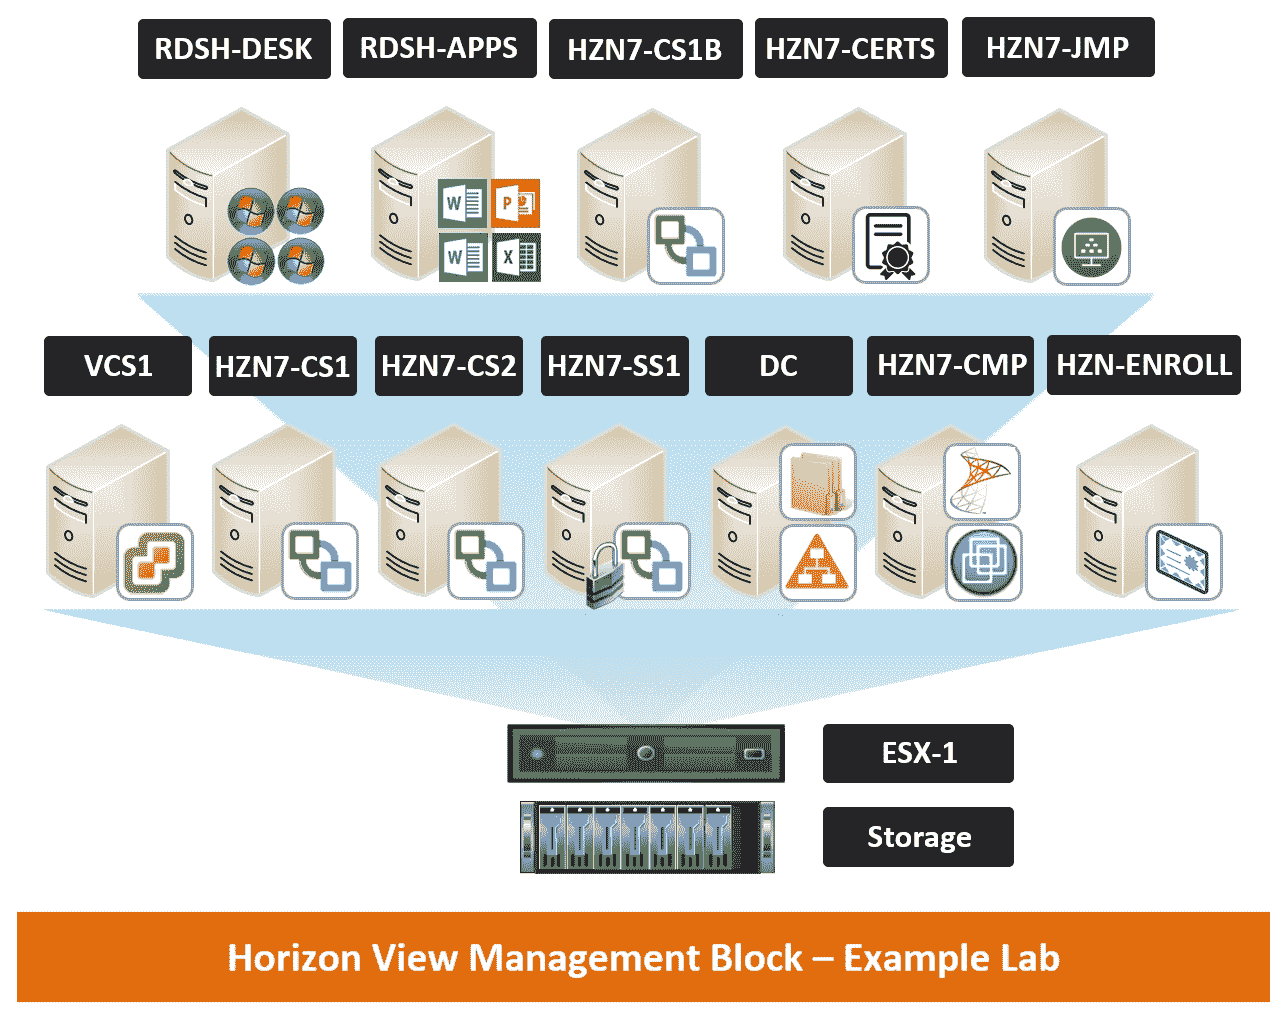 RDSH-DESK
RDSH-APPS
HZN7-CS1B
HZN7-CERTS
HZN7-JMP
W
P
W
X
VCS1
HZN7-CS1
HZN7-CS2
HZN7-SS1
DC
HZN7-CMP
HZN-ENROLL
ESX-1
Storage
Horizon View Management Block – Example Lab